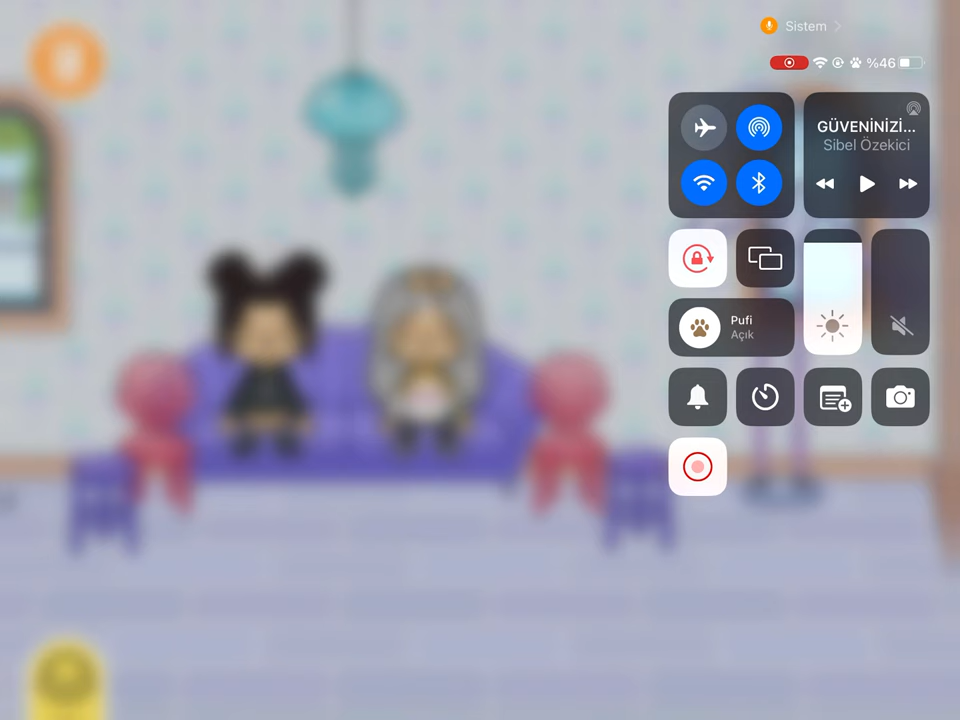 Sistem
%46
GÜVENİNİZİ...
Sibel Özekici
Pufi
Açık